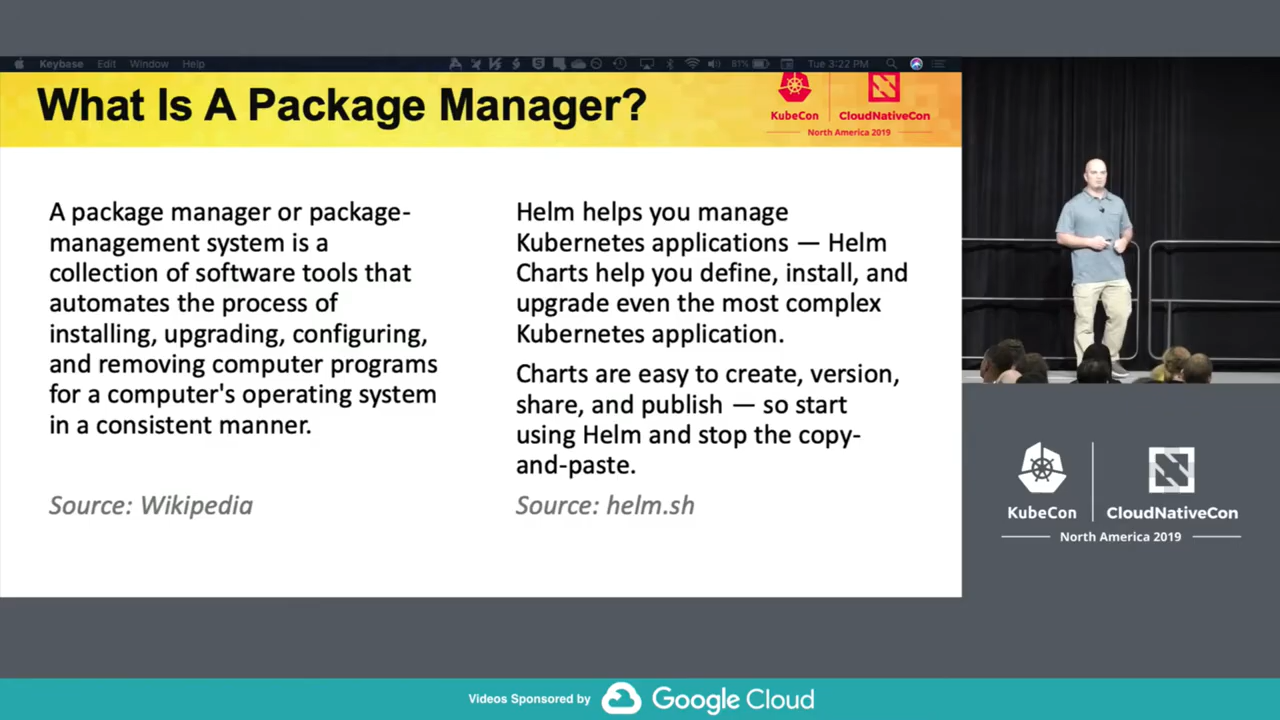 Keybase Edit Window Help 81% Tue 3:22 PM
What Is A Package Manager?
KubeCon CloudNativeCon
North America 2019
A package manager or package-
management system is a
collection of software tools that
automates the process of
installing, upgrading, configuring,
and removing computer programs
for a computer's operating system
in a consistent manner.
Source: Wikipedia
Helm helps you manage
Kubernetes applications — Helm
Charts help you define, install, and
upgrade even the most complex
Kubernetes application.
Charts are easy to create, version,
share, and publish — so start
using Helm and stop the copy-
and-paste.
Source: helm.sh
KubeCon CloudNativeCon
North America 2019
Videos Sponsored by Google Cloud